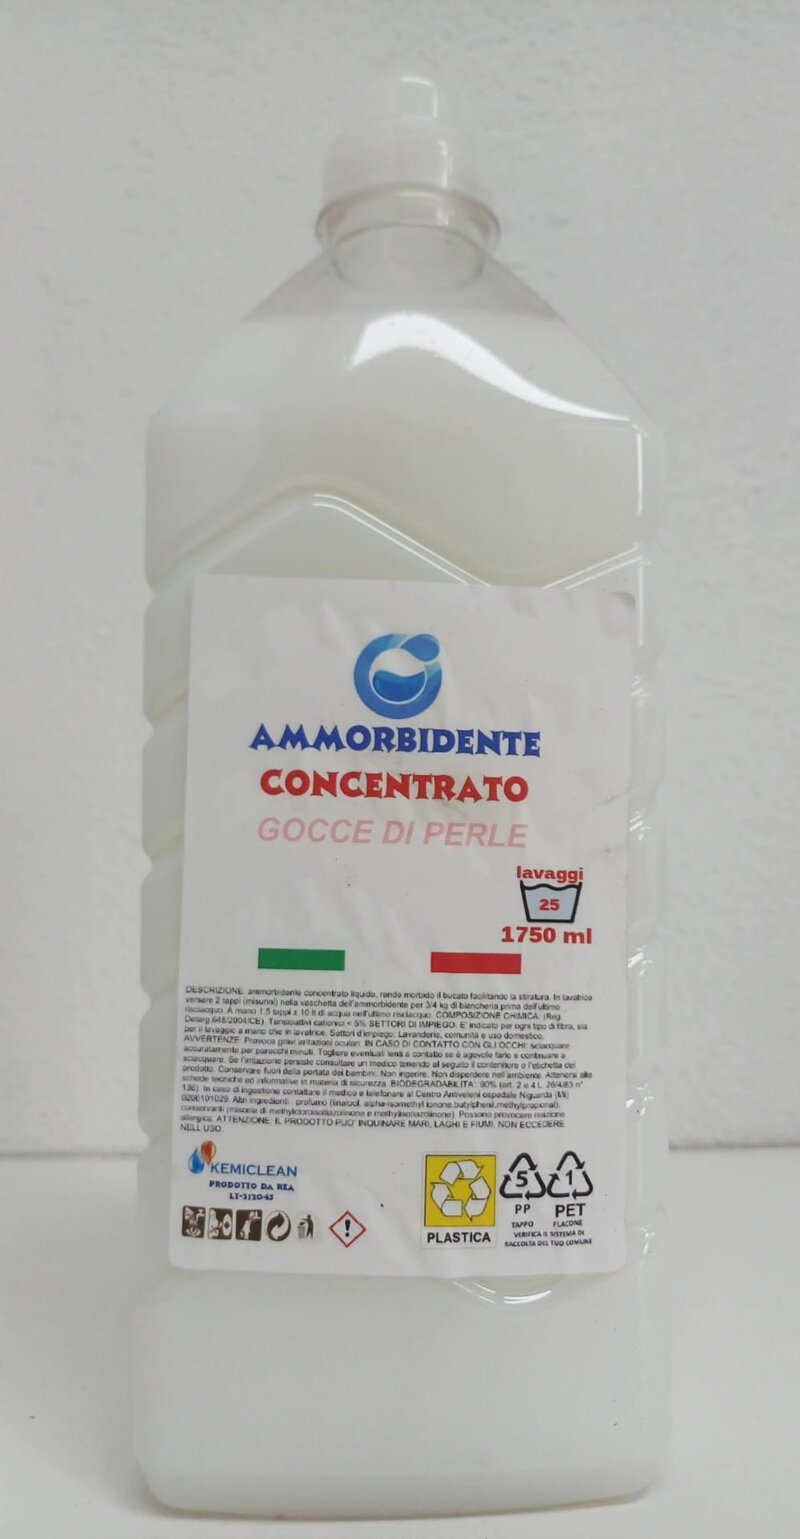 AMMORBIDENTE
CONCENTRATO
GOCCE DI PERLE
lavaggi
25
1750 ml
DESCRIZIONE: ammorbidente concentrato liquido, rende morbido il bucato facilitando la stiratura. In lavatrice
versare 2 tappi (misurini) nella vaschetta dell'ammorbidente per 3/4 kg di biancheria prima dell'ultimo
risciacquo. A mano 1,5 tappi x 10 lt di acqua nell'ultimo risciacquo. COMPOSIZIONE CHIMICA: (Reg.
Deterg.648/2004/CE). Tensioattivi cationici < 5% SETTORI DI IMPIEGO: E' indicato per ogni tipo di fibra, sia
per il lavaggio a mano che in lavatrice. Settori d'impiego: Lavanderie, comunità e uso domestico.
AVVERTENZE: Provoca gravi irritazioni oculari. IN CASO DI CONTATTO CON GLI OCCHI: sciacquare
accuratamente per parecchi minuti. Togliere eventuali lenti a contatto se è agevole farlo e continuare a
sciacquare. Se l'irritazione persiste consultare un medico tenendo al seguito il contenitore o l'etichetta del
prodotto. Conservare fuori della portata dei bambini. Non ingerire. Non disperdere nell'ambiente. Attenersi alle
schede tecniche ed informative in materia di sicurezza. BIODEGRADABILITA': 90% (art. 2 e 4 L. 26/4/83 n°
136). In caso di ingestione contattare il medico e telefonare al Centro Antiveleni ospedale Niguarda (MI)
0266101029. Altri ingredienti : profumo (linalool, alpha-isomethyl ionone,butylphenil,methylproponal),
conservanti (miscela di methylcloroisotiazolinone e methylisotiazolinone). Possono provocare reazione
allergica. ATTENZIONE: IL PRODOTTO PUO' INQUINARE MARI, LAGHI E FIUMI. NON ECCEDERE
NELL'USO.
KEMICLEAN
PRODOTTO DA REA
LI-312045
PLASTICA
5
PP
TAPPO
1
PET
FLACONE
VERIFICA IL SISTEMA DI
RACCOLTA DEL TUO COMUNE